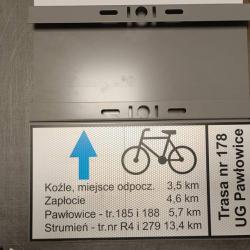 Koźle, miejsce odpocz. 3,5 km
Zapłocie 4,6 km
Pawłowice - tr.185 i 188 5,7 km
Strumień - tr.nr R4 i 279 13,4 km
Trasa nr 178
UG Pawłowice